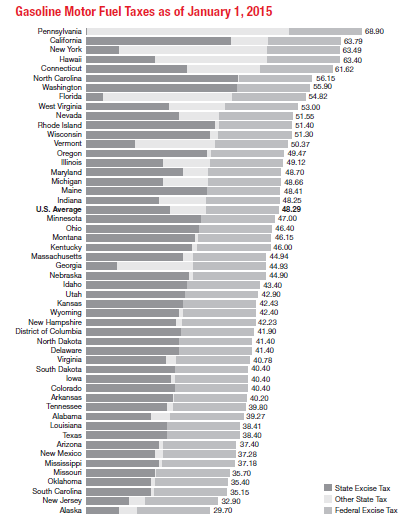 Gasoline Motor Fuel Taxes as of January 1, 2015
Pennsylvania 68.90
California 63.79
New York 63.49
Hawaii 63.40
Connecticut 61.62
North Carolina 56.15
Washington 55.90
Florida 54.82
West Virginia 53.00
Nevada 51.55
Rhode Island 51.40
Wisconsin 51.30
Vermont 50.37
Oregon 49.47
Illinois 49.12
Maryland 48.70
Michigan 48.66
Maine 48.41
Indiana 48.25
U.S. Average 48.29
Minnesota 47.00
Ohio 46.40
Montana 46.15
Kentucky 46.00
Massachusetts 44.94
Georgia 44.93
Nebraska 44.90
Idaho 43.40
Utah 42.90
Kansas 42.43
Wyoming 42.40
New Hampshire 42.23
District of Columbia 41.90
North Dakota 41.40
Delaware 41.40
Virginia 40.78
South Dakota 40.40
Iowa 40.40
Colorado 40.40
Arkansas 40.20
Tennessee 39.80
Alabama 39.27
Louisiana 38.41
Texas 38.40
Arizona 37.40
New Mexico 37.28
Mississippi 37.18
Missouri 35.70
Oklahoma 35.40
South Carolina 35.15
New Jersey 32.90
Alaska 29.70
State Excise Tax
Other State Tax
Federal Excise Tax